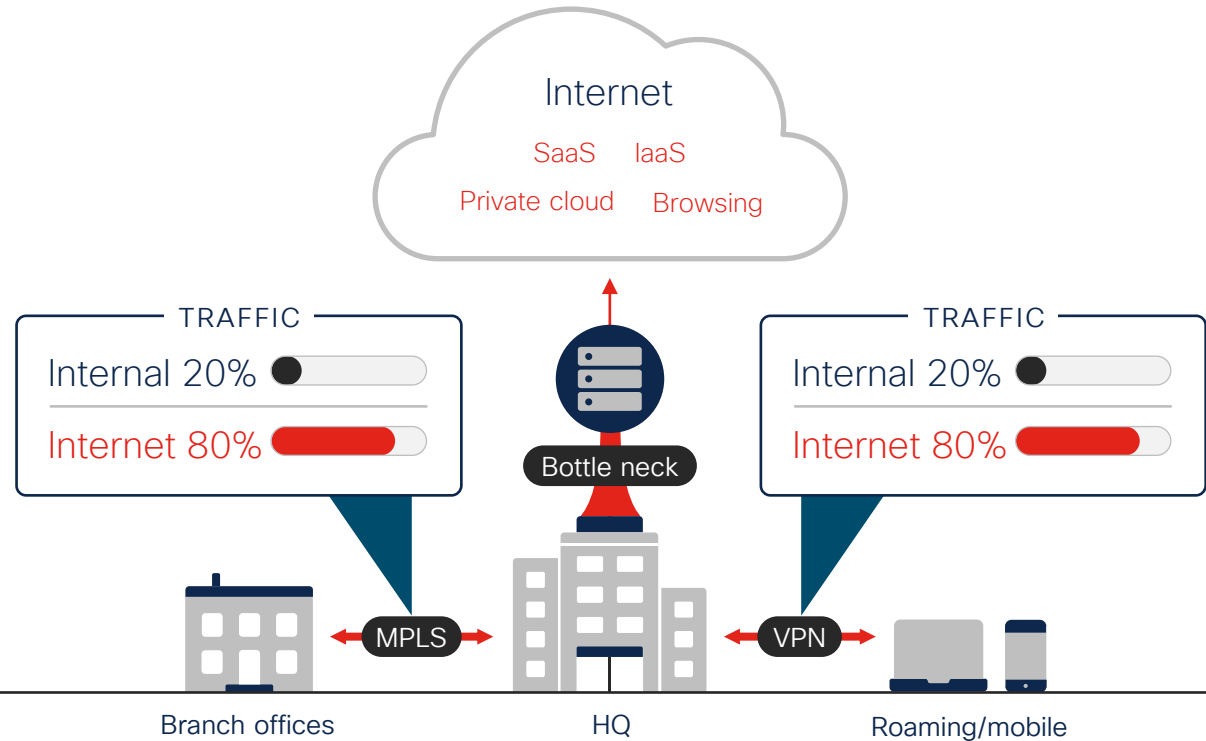 Internet
SaaS IaaS
Private cloud Browsing
TRAFFIC
Internal 20%
Internet 80%
TRAFFIC
Internal 20%
Internet 80%
Bottle neck
MPLS
VPN
Branch offices
HQ
Roaming/mobile